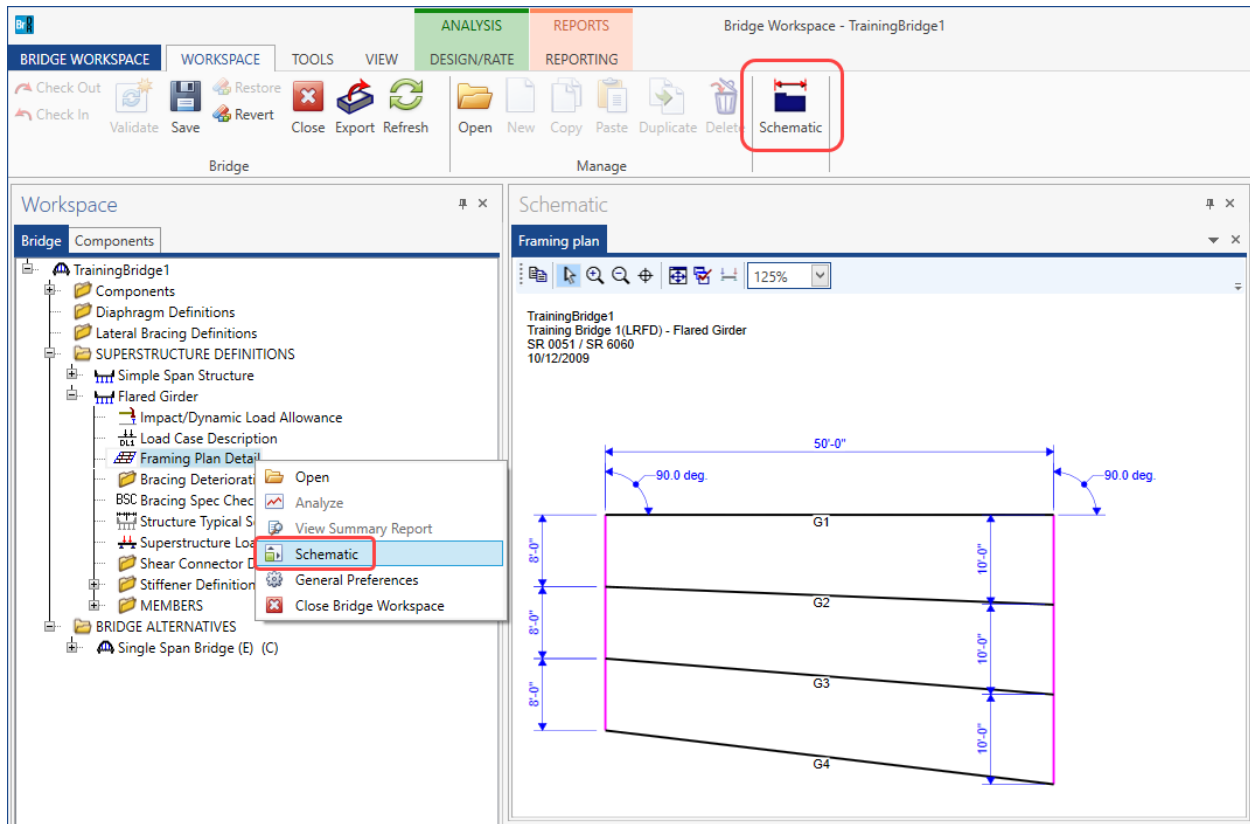 Br R
ANALYSIS
REPORTS
Bridge Workspace - TrainingBridge1
BRIDGE WORKSPACE
WORKSPACE
TOOLS
VIEW
DESIGN/RATE
REPORTING
Check Out
Check In
Validate
Save
Restore
Revert
Close
Export
Refresh
Open
New
Copy
Paste
Duplicate
Delete
Schematic
Bridge
Manage
Workspace
Bridge
Components
TrainingBridge1
Components
Diaphragm Definitions
Lateral Bracing Definitions
SUPERSTRUCTURE DEFINITIONS
Simple Span Structure
Flared Girder
Impact/Dynamic Load Allowance
DL1 Load Case Description
Framing Plan Detail
Bracing Deteriorati
BSC Bracing Spec Chec
Structure Typical S
Superstructure Loa
Shear Connector D
Stiffener Definition
MEMBERS
BRIDGE ALTERNATIVES
Single Span Bridge (E) (C)
Open
Analyze
View Summary Report
Schematic
General Preferences
Close Bridge Workspace
Schematic
Framing plan
125%
TrainingBridge1
Training Bridge 1(LRFD) - Flared Girder
SR 0051 / SR 6060
10/12/2009
50'-0"
90.0 deg.
90.0 deg.
G1
8'-0"
10'-0"
G2
8'-0"
10'-0"
G3
8'-0"
10'-0"
G4